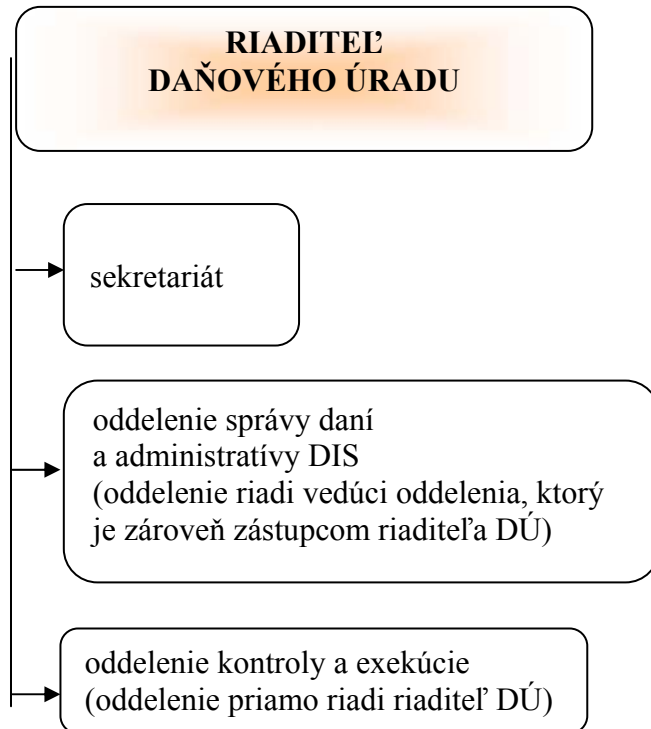 RIADITEĽ
DAŇOVÉHO ÚRADU
sekretariát
oddelenie správy daní
a administratívy DIS
(oddelenie riadi vedúci oddelenia, ktorý
je zároveň zástupcom riaditeľa DÚ)
oddelenie kontroly a exekúcie
(oddelenie priamo riadi riaditeľ DÚ)